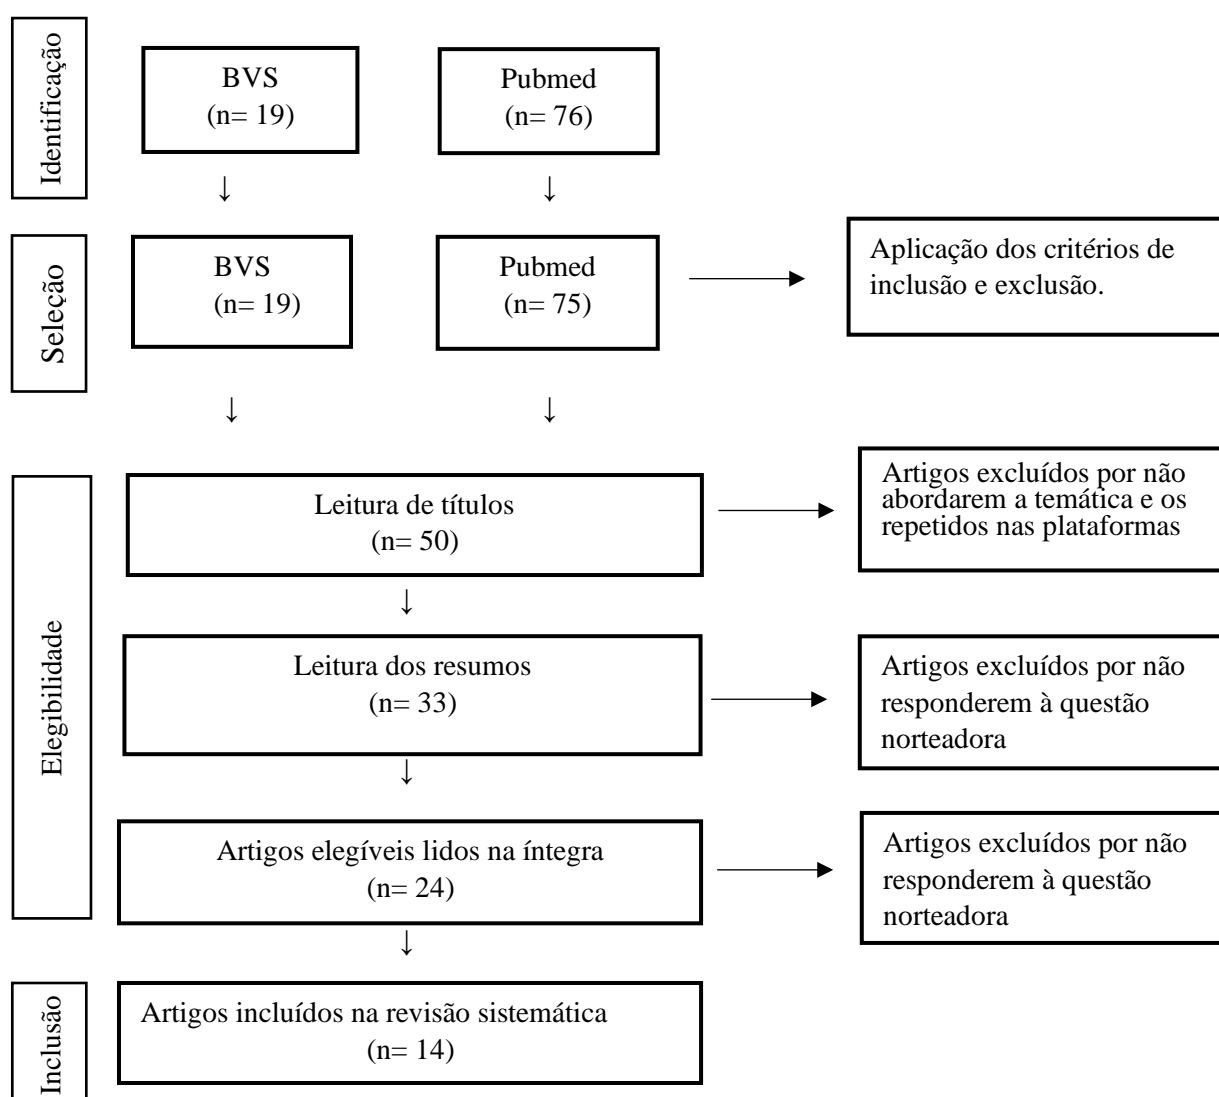 Identificação
BVS
(n= 19)
Pubmed
(n= 76)
↓
↓
Seleção
BVS
(n= 19)
Pubmed
(n= 75)
Aplicação dos critérios de
inclusão e exclusão.
↓
↓
Elegibilidade
Leitura de títulos
(n= 50)
Artigos excluídos por não
abordarem a temática e os
repetidos nas plataformas
↓
Leitura dos resumos
(n= 33)
Artigos excluídos por não
responderem à questão
norteadora
↓
Artigos elegíveis lidos na íntegra
(n= 24)
Artigos excluídos por não
responderem à questão
norteadora
↓
Inclusão
Artigos incluídos na revisão sistemática
(n= 14)